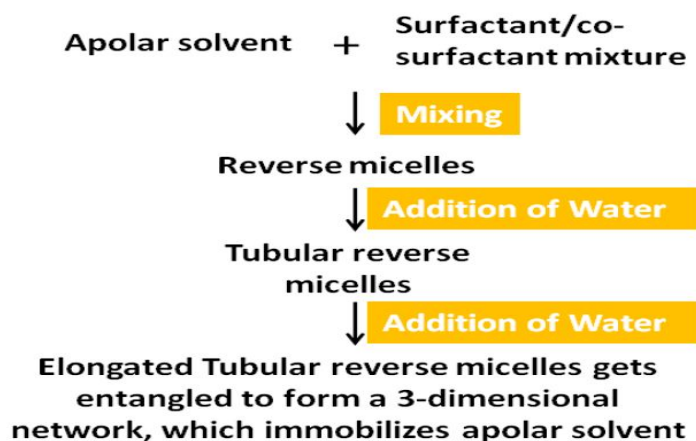 Apolar solvent + Surfactant/co-
surfactant mixture
Mixing
Reverse micelles
Addition of Water
Tubular reverse
micelles
Addition of Water
Elongated Tubular reverse micelles gets
entangled to form a 3-dimensional
network, which immobilizes apolar solvent